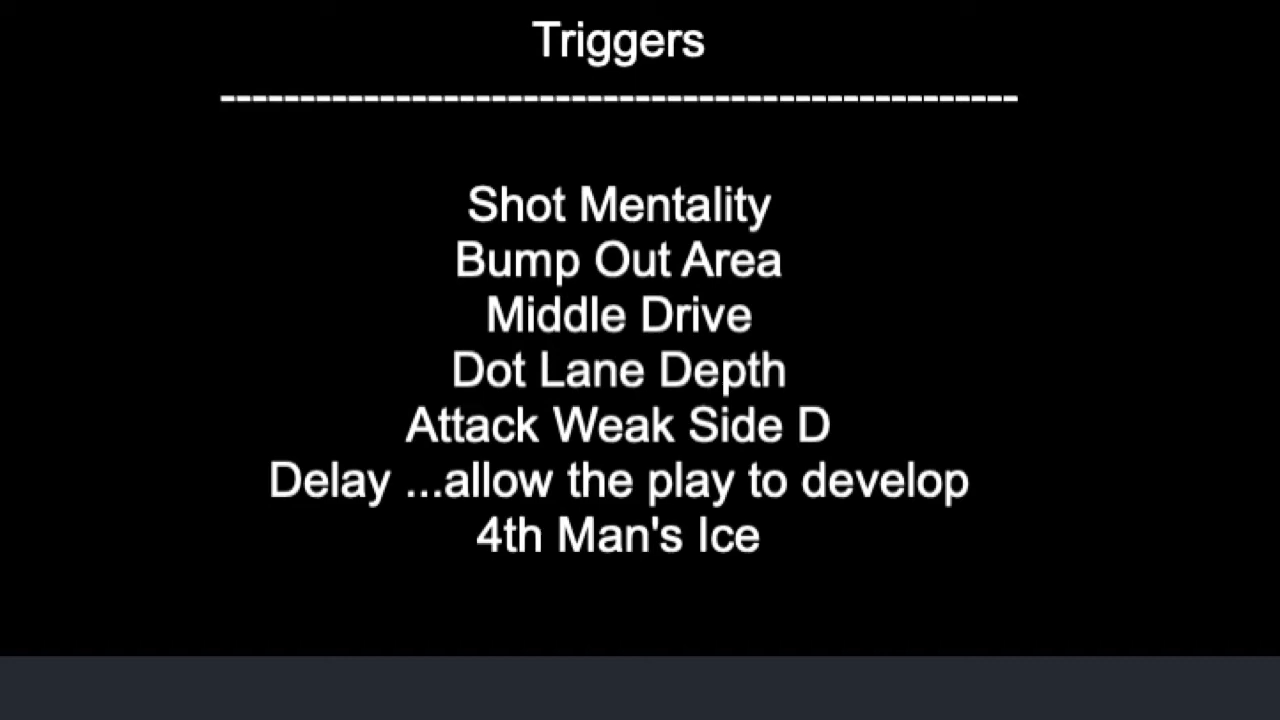 Triggers
--------------------------------------------------
Shot Mentality
Bump Out Area
Middle Drive
Dot Lane Depth
Attack Weak Side D
Delay ...allow the play to develop
4th Man's Ice